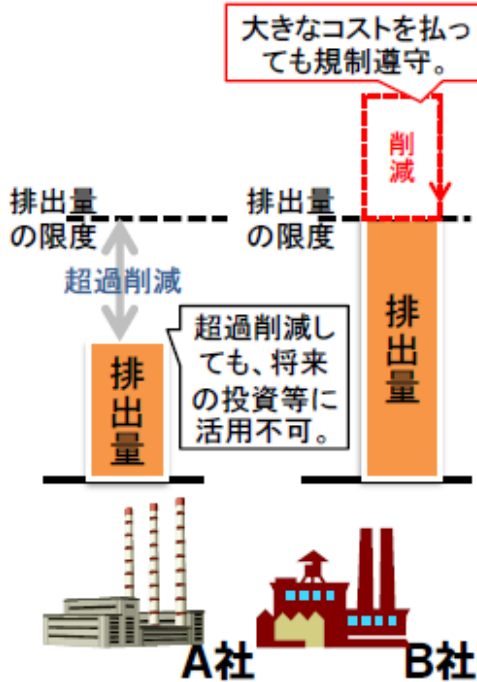 大きなコストを払っ
ても規制遵守。
削減
排出量
の限度
排出量
の限度
超過削減
超過削減し
ても、将来
の投資等に
活用不可。
排出量
排出量
A社
B社